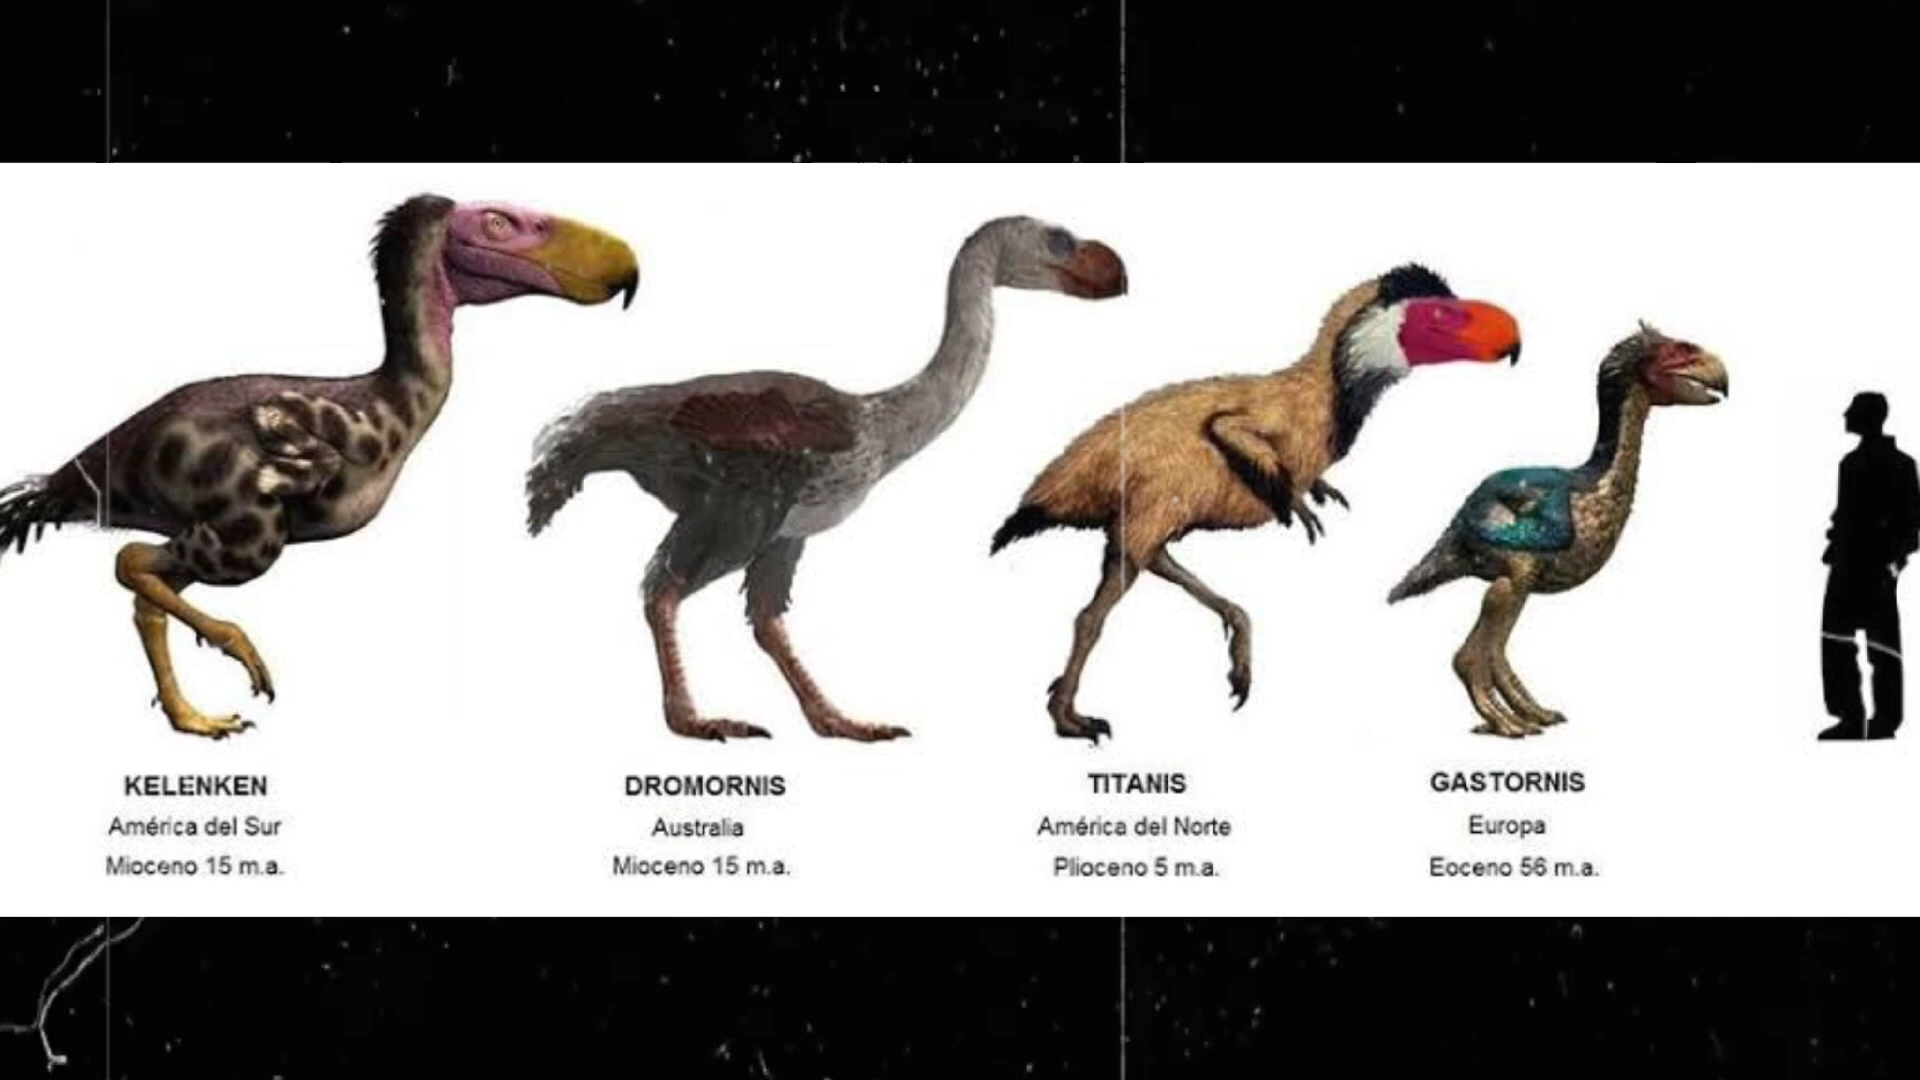 KELENKEN
América del Sur
Mioceno 15 m.a.
DROMORNIS
Australia
Mioceno 15 m.a.
TITANIS
América del Norte
Plioceno 5 m.a.
GASTORNIS
Europa
Eoceno 56 m.a.